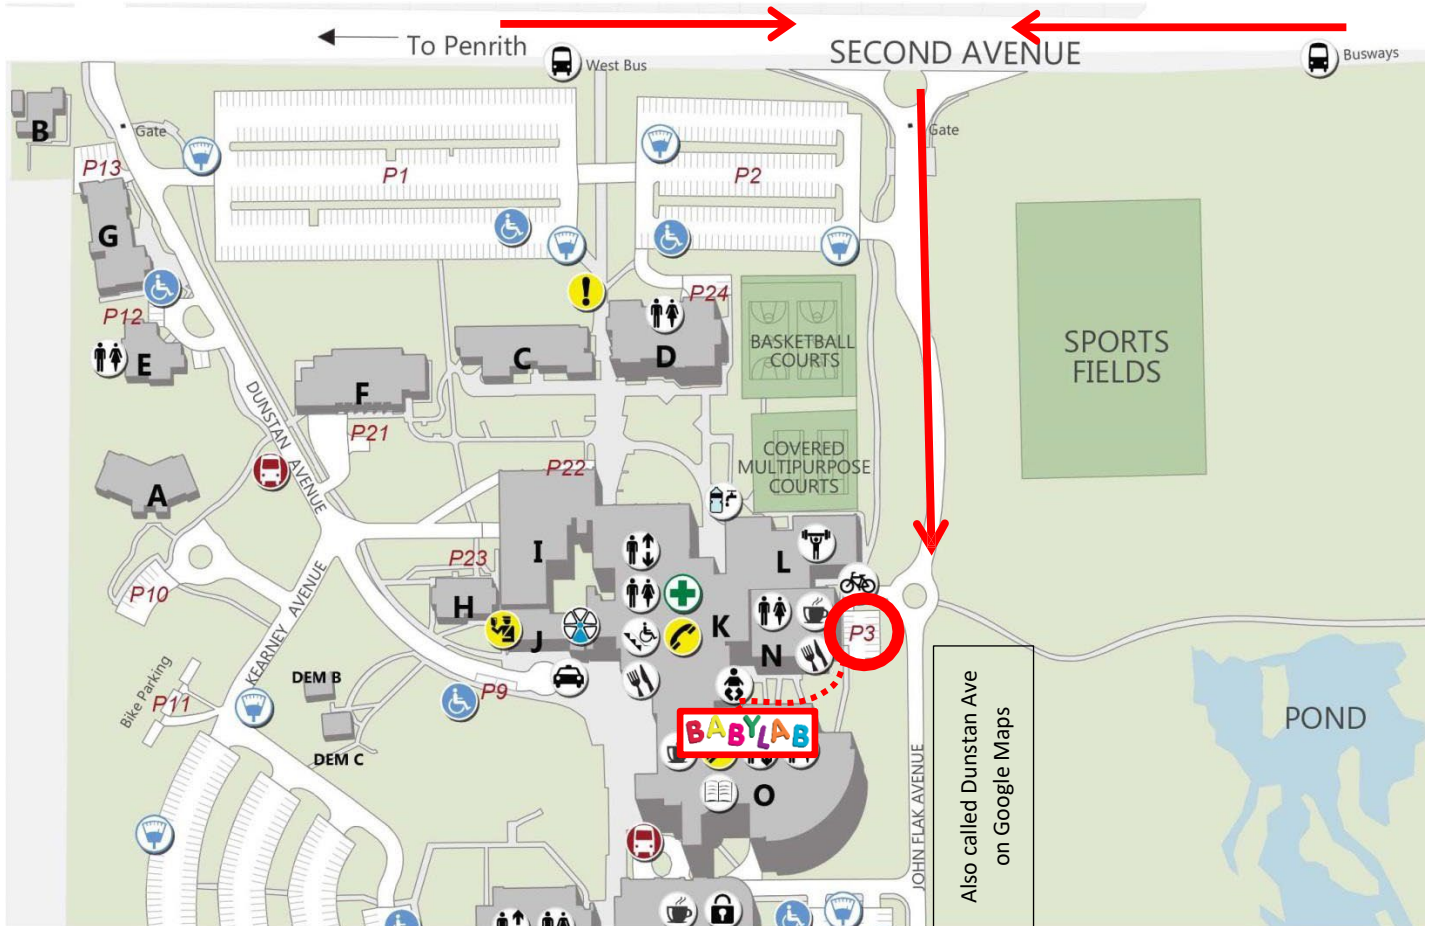 To Penrith
SECOND AVENUE
West Bus
Busways
B
Gate
Gate
P13
P1
P2
G
P24
P12
E
C
D
BASKETBALL
COURTS
SPORTS
FIELDS
F
DUNSTAN AVENUE
P21
COVERED
MULTIPURPOSE
COURTS
P22
A
I
L
P23
P10
H
KEARNEY AVENUE
J
K
N
P3
DEM B
P9
Bike Parking
P11
BABYLAB
POND
DEM C
O
JOHN FLAK AVENUE
Also called Dunstan Ave
on Google Maps